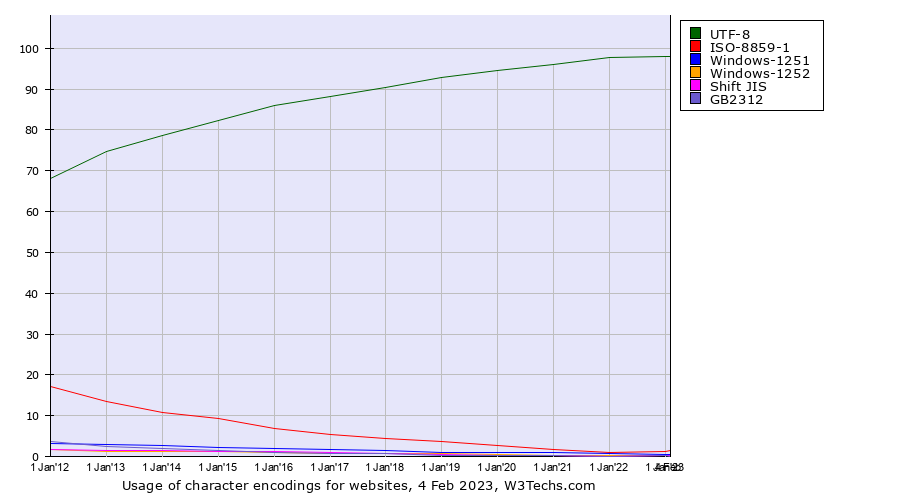 100
90
80
70
60
50
40
30
20
10
0
1 Jan'12 1 Jan'13 1 Jan'14 1 Jan'15 1 Jan'16 1 Jan'17 1 Jan'18 1 Jan'19 1 Jan'20 1 Jan'21 1 Jan'22
Usage of character encodings for websites, 4 Feb 2023, W3Techs.com
UTF-8
ISO-8859-1
Windows-1251
Windows-1252
Shift JIS
GB2312